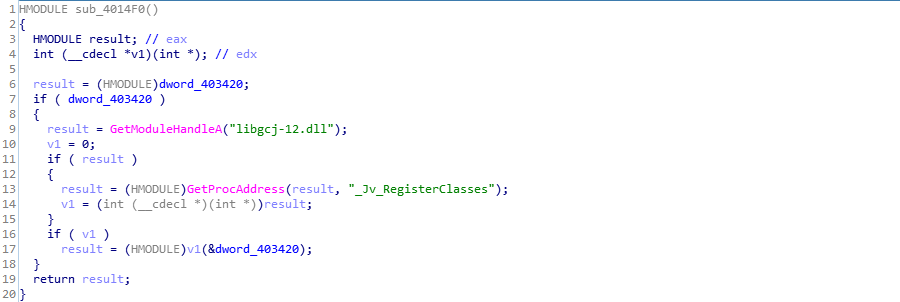 1 HMODULE sub_4014F0()
2 {
3   HMODULE result; // eax
4   int (__cdecl *v1)(int *); // edx
5
6   result = (HMODULE)dword_403420;
7   if ( dword_403420 )
8   {
9     result = GetModuleHandleA("libgcj-12.dll");
10     v1 = 0;
11     if ( result )
12     {
13       result = (HMODULE)GetProcAddress(result, "_Jv_RegisterClasses");
14       v1 = (int (__cdecl *)(int *))result;
15     }
16     if ( v1 )
17       result = (HMODULE)v1(&dword_403420);
18   }
19   return result;
20 }